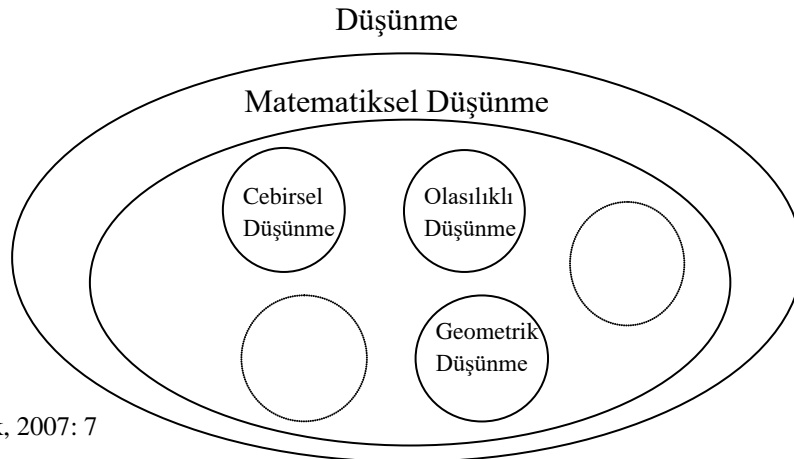 Düşünme
Matematiksel Düşünme
Cebirsel
Düşünme
Olasılıklı
Düşünme
Geometrik
Düşünme
, 2007: 7